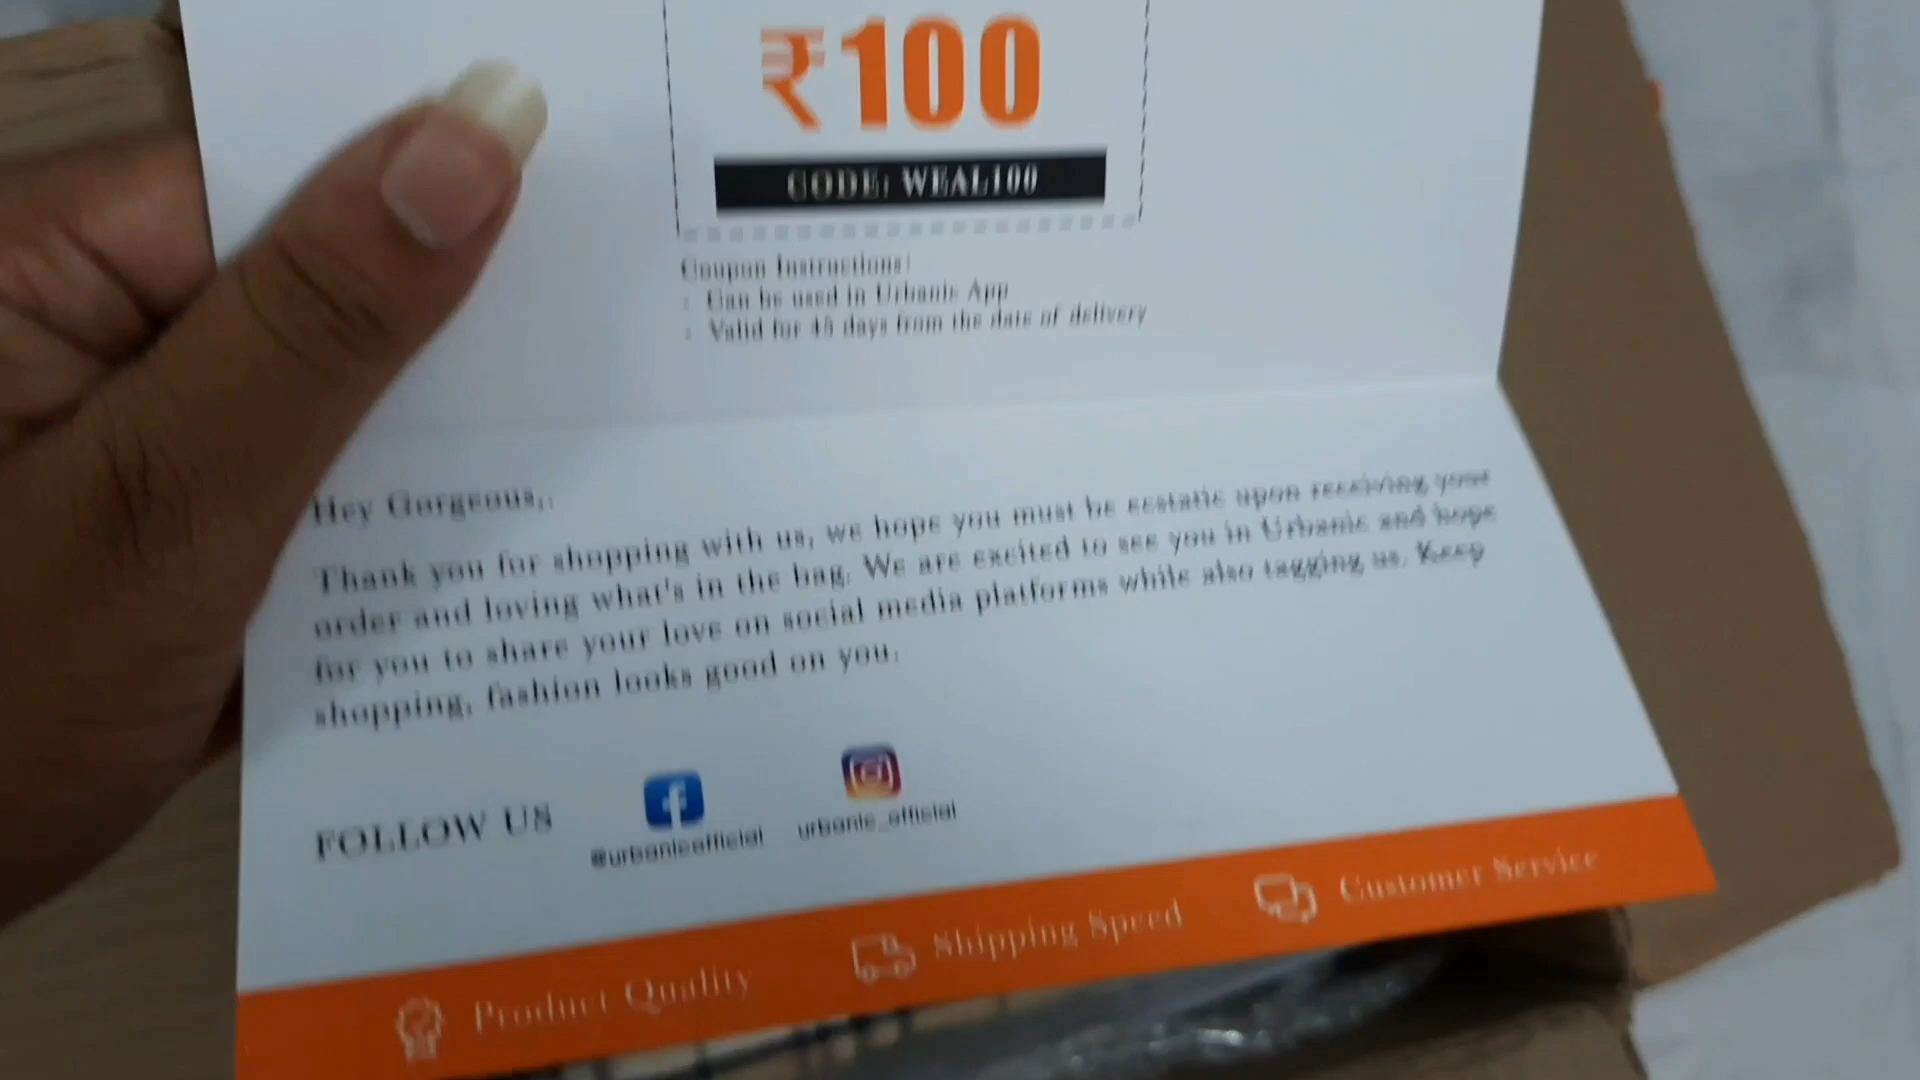 ₹100
CODE: WEAL100
Coupon Instructions:
- Can be used in Urbanic App
- Valid for 45 days from the date of delivery
Hey Gorgeous,
Thank you for shopping with us, we hope you must be ecstatic upon receiving your
order and loving what's in the bag. We are excited to see you in Urbanic and hope
for you to share your love on social media platforms while also tagging us. Keep
shopping, fashion looks good on you.
FOLLOW US
@urbanicofficial
urbanic_official
Product Quality
Shipping Speed
Customer Service